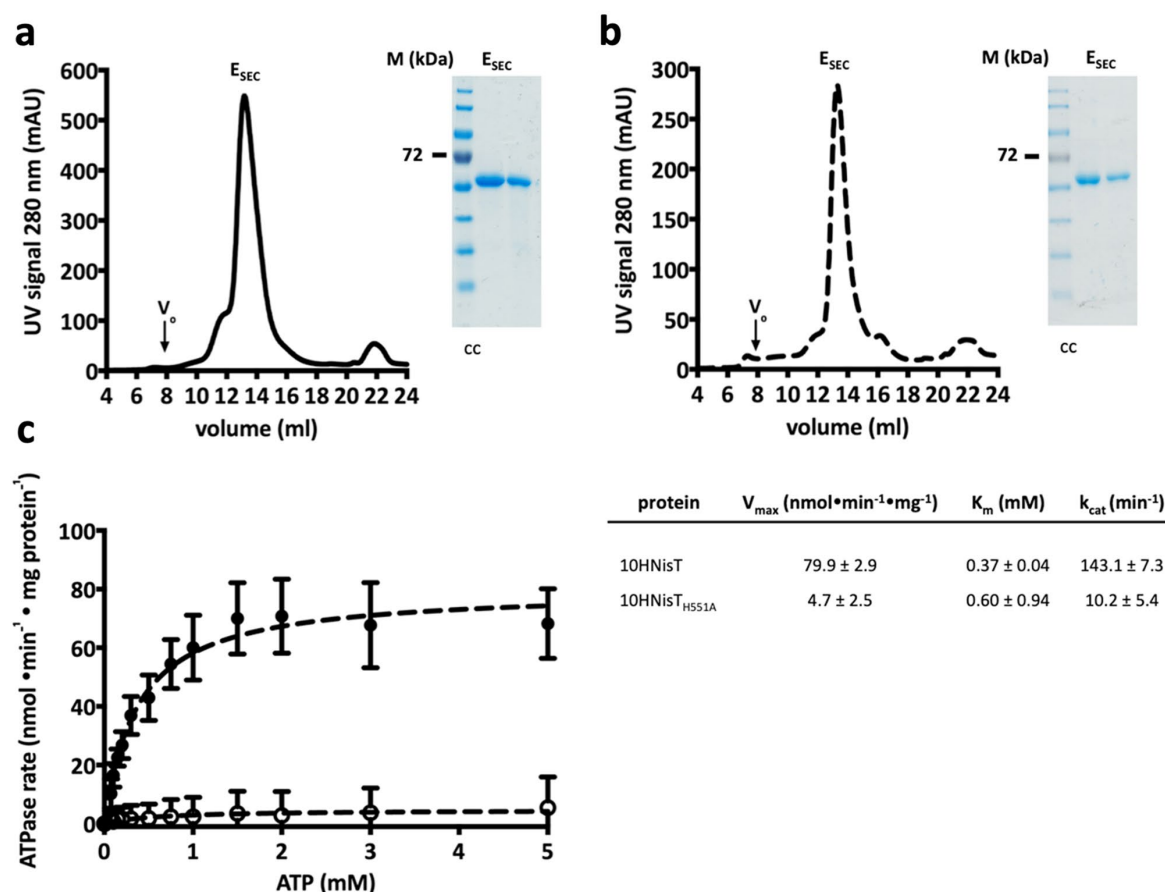 a
600
500
400
300
200
100
0
UV signal 280 nm (mAU)
4 6 8 10 12 14 16 18 20 22 24
volume (ml)
E_SEC
V_o
M (kDa) E_SEC
72
cc
b
300
250
200
150
100
50
0
UV signal 280 nm (mAU)
4 6 8 10 12 14 16 18 20 22 24
volume (ml)
E_SEC
V_o
M (kDa) E_SEC
72
cc
c
100
80
60
40
20
0
ATPase rate (nmol •min⁻¹ • mg protein⁻¹)
0 1 2 3 4 5
ATP (mM)
protein V_max (nmol•min⁻¹•mg⁻¹) K_m (mM) k_cat (min⁻¹)
10HNisT 79.9 ± 2.9 0.37 ± 0.04 143.1 ± 7.3
10HNisT_H551A 4.7 ± 2.5 0.60 ± 0.94 10.2 ± 5.4